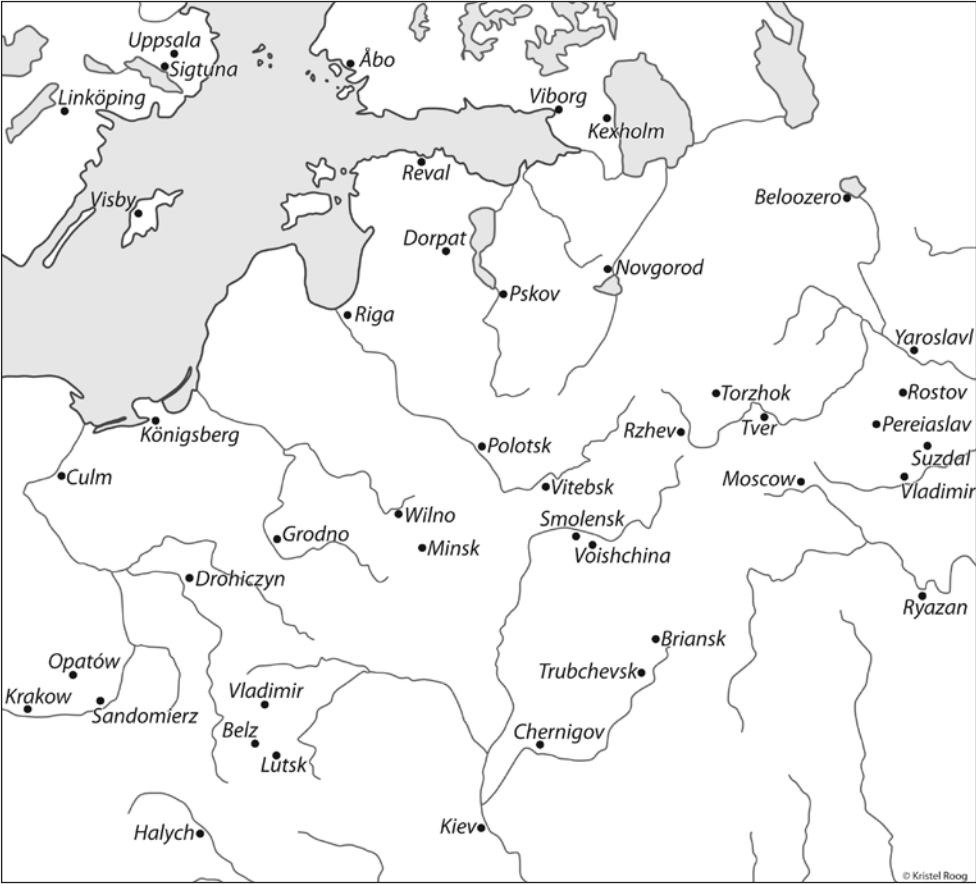 Uppsala
Sigtuna
Åbo
Linköping
Viborg
Kexholm
Reval
Visby
Beloozero
Dorpat
Novgorod
Pskov
Riga
Yaroslavl
Torzhok
Rostov
Tver
Rzhev
Pereiaslav
Königsberg
Polotsk
Suzdal
Culm
Vitebsk
Moscow
Vladimir
Wilno
Smolensk
Grodno
Minsk
Voishchina
Drohiczyn
Ryazan
Briansk
Opatów
Trubchevsk
Krakow
Vladimir
Sandomierz
Belz
Chernigov
Lutsk
Halych
Kiev
© Kristel Roog